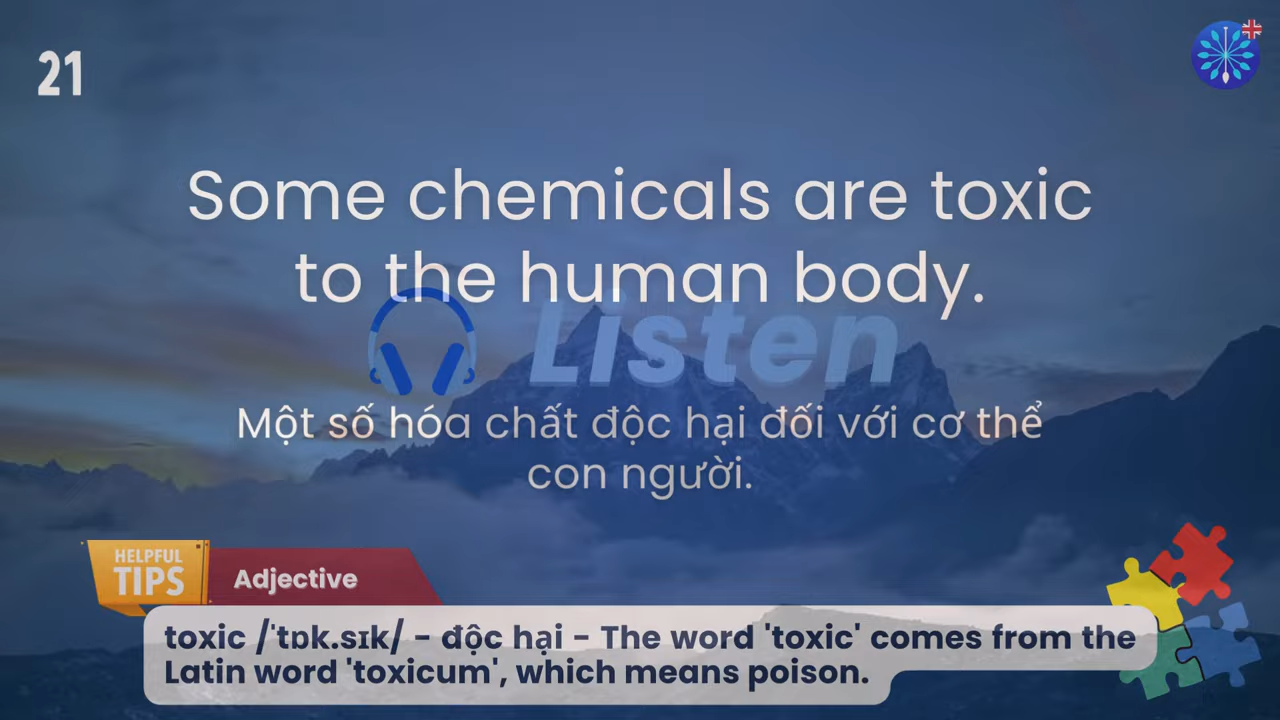 21
Some chemicals are toxic
to the human body.
Listen
Một số hóa chất độc hại đối với cơ thể
con người.
HELPFUL
TIPS
Adjective
toxic /ˈtɒk.sɪk/ - độc hại - The word 'toxic' comes from the
Latin word 'toxicum', which means poison.